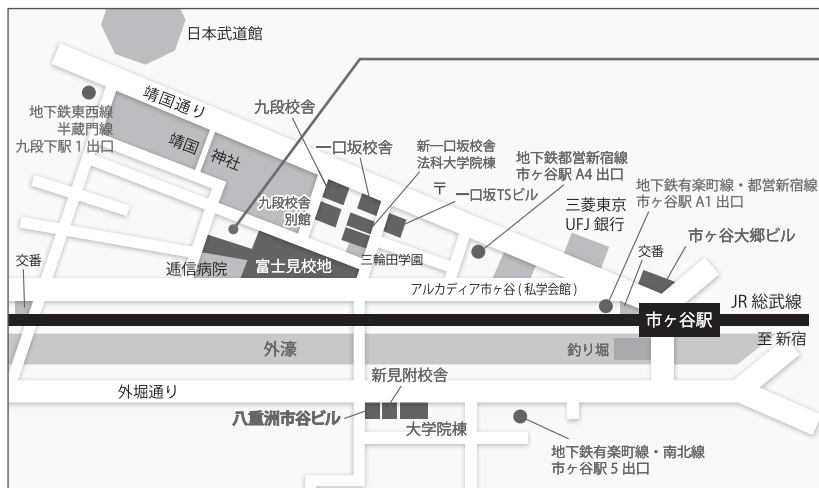 日本武道館
靖国通り
地下鉄東西線
半蔵門線
九段下駅 1 出口
靖国 神社
九段校舎
一口坂校舎
新一口坂校舎
法科大学院棟
〒 一口坂TSビル
地下鉄都営新宿線
市ヶ谷駅 A4 出口
地下鉄有楽町線・都営新宿線
市ヶ谷駅 A1 出口
三菱東京
UFJ 銀行
市ヶ谷大郷ビル
九段校舎
別館
交番
逓信病院
富士見校地
三輪田学園
交番
アルカディア市ヶ谷 ( 私学会館 )
市ヶ谷駅
JR 総武線
至 新宿
外濠
釣り堀
外堀通り
新見附校舎
八重洲市谷ビル
大学院棟
地下鉄有楽町線・南北線
市ヶ谷駅 5 出口